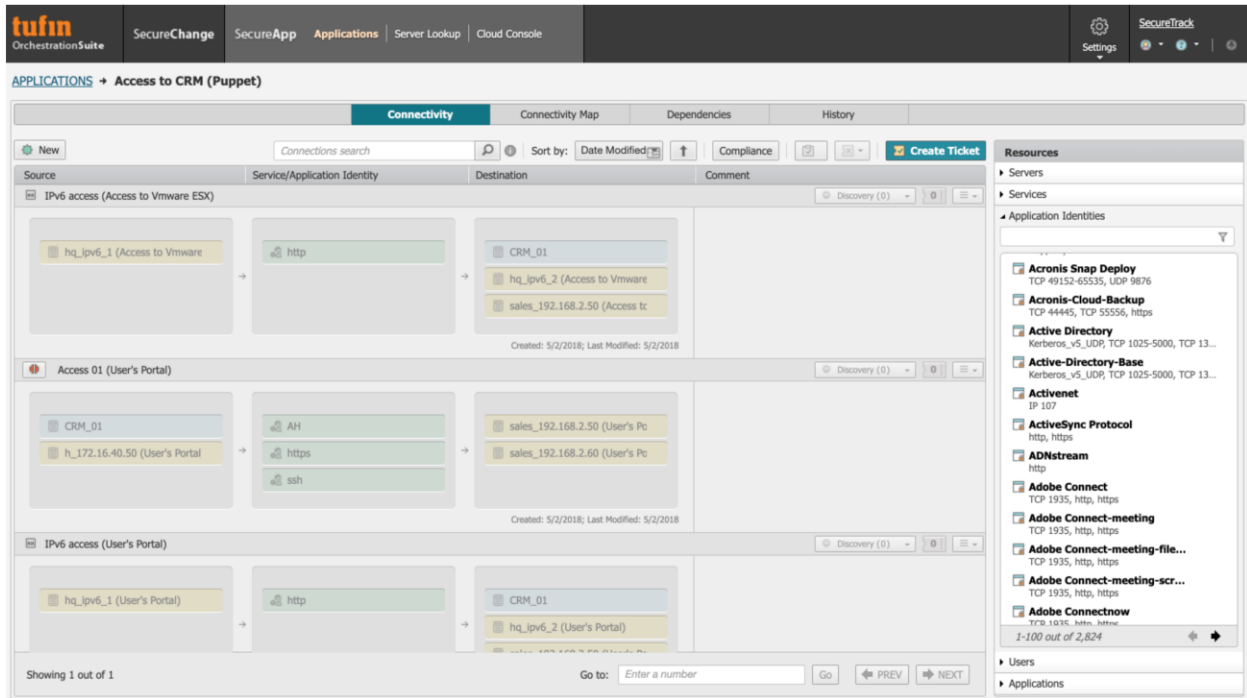 tufin
OrchestrationSuite
SecureChange
SecureApp Applications Server Lookup Cloud Console
Settings
SecureTrack
APPLICATIONS → Access to CRM (Puppet)
Connectivity Connectivity Map Dependencies History
New Connections search Sort by: Date Modified Compliance Create Ticket
Source Service/Application Identity Destination Comment
IPv6 access (Access to Vmware ESX) Discovery (0) 0
hq_ipv6_1 (Access to Vmware http CRM_01
hq_ipv6_2 (Access to Vmware
sales_192.168.2.50 (Access tc
Created: 5/2/2018; Last Modified: 5/2/2018
Access 01 (User's Portal) Discovery (0) 0
CRM_01 AH sales_192.168.2.50 (User's Po
h_172.16.40.50 (User's Portal https sales_192.168.2.60 (User's Po
ssh
Created: 5/2/2018; Last Modified: 5/2/2018
IPv6 access (User's Portal) Discovery (0) 0
hq_ipv6_1 (User's Portal) http CRM_01
hq_ipv6_2 (User's Portal)
Showing 1 out of 1 Go to: Enter a number Go PREV NEXT
Resources
Servers
Services
Application Identities
Acronis Snap Deploy
TCP 49152-65535, UDP 9876
Acronis-Cloud-Backup
TCP 44445, TCP 55556, https
Active Directory
Kerberos_v5_UDP, TCP 1025-5000, TCP 13...
Active-Directory-Base
Kerberos_v5_UDP, TCP 1025-5000, TCP 13...
Activenet
IP 107
ActiveSync Protocol
http, https
ADNstream
http
Adobe Connect
TCP 1935, http, https
Adobe Connect-meeting
TCP 1935, http, https
Adobe Connect-meeting-file...
TCP 1935, http, https
Adobe Connect-meeting-scr...
TCP 1935, http, https
Adobe Connectnow
TCP 1935, http, https
1-100 out of 2,824
Users
Applications